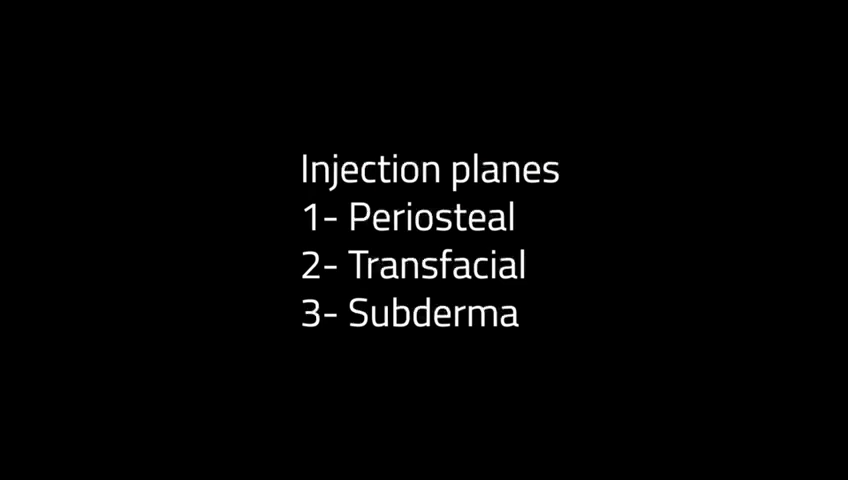 Injection planes
1- Periosteal
2- Transfacial
3- Subderma